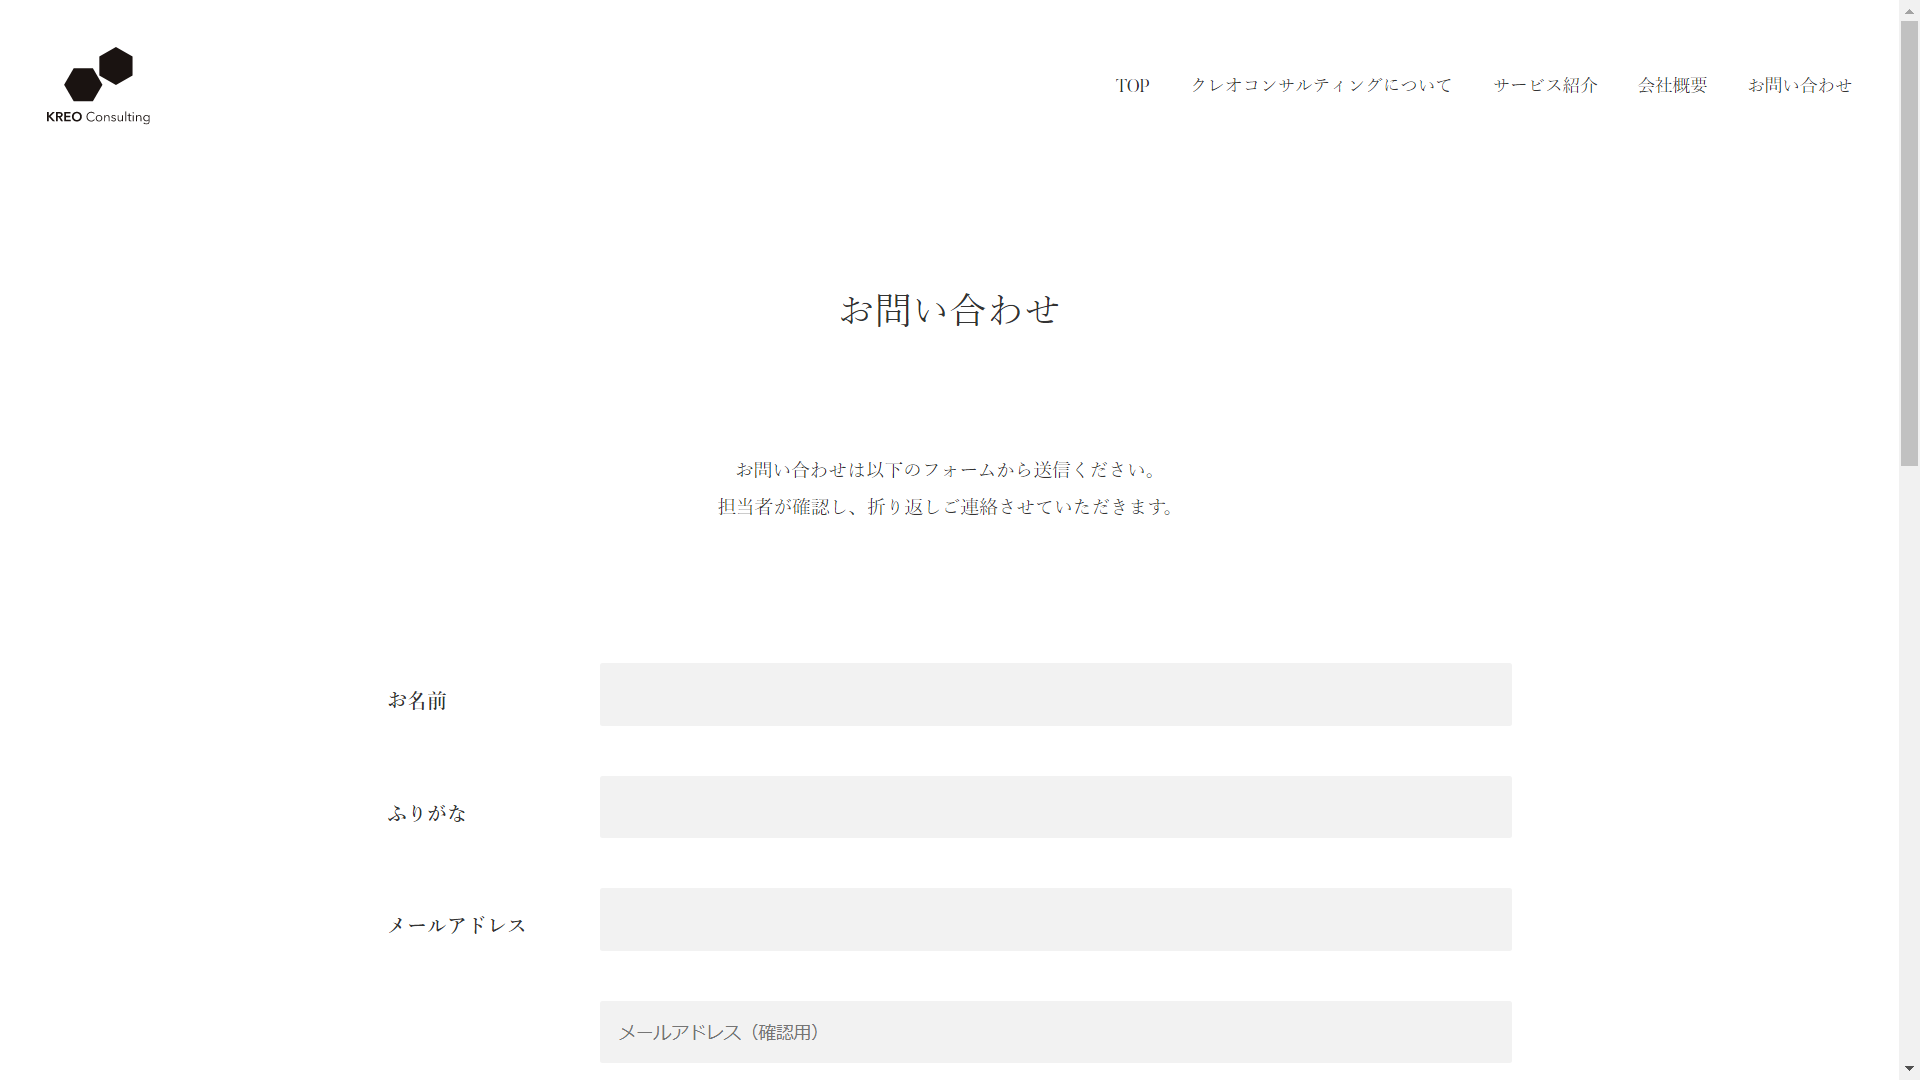 KREO Consulting
TOP クレオコンサルティングについて サービス紹介 会社概要 お問い合わせ
お問い合わせ
お問い合わせは以下のフォームから送信ください。
担当者が確認し、折り返しご連絡させていただきます。
お名前
ふりがな
メールアドレス
メールアドレス（確認用）